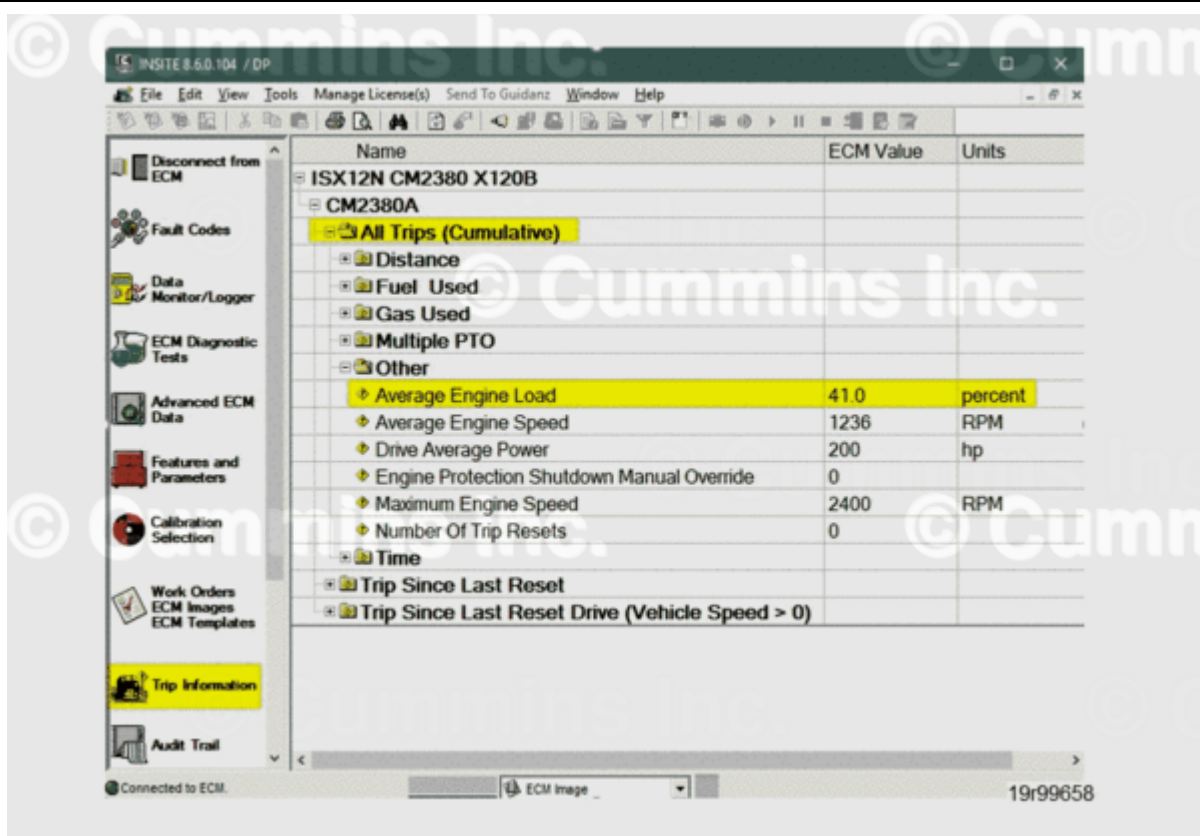 © Cummins Inc.
© Cumm
INSITE 8.6.0.104 / DP
File Edit View Tools Manage License(s) Send To Guidanz Window Help
Name ECM Value Units
Disconnect from
ECM
Fault Codes
Data
Monitor/Logger
ECM Diagnostic
Tests
Advanced ECM
Data
Features and
Parameters
Calibration
Selection
Work Orders
ECM Images
ECM Templates
Trip Information
Audit Trail
ISX12N CM2380 X120B
CM2380A
All Trips (Cumulative)
Distance
Fuel Used
Gas Used
Multiple PTO
Other
Average Engine Load 41.0 percent
Average Engine Speed 1236 RPM
Drive Average Power 200 hp
Engine Protection Shutdown Manual Override 0
Maximum Engine Speed 2400 RPM
Number Of Trip Resets 0
Time
Trip Since Last Reset
Trip Since Last Reset Drive (Vehicle Speed > 0)
© Cummins Inc.
© Cummins Inc.
© Cumm
Connected to ECM.
ECM Image
19r99658